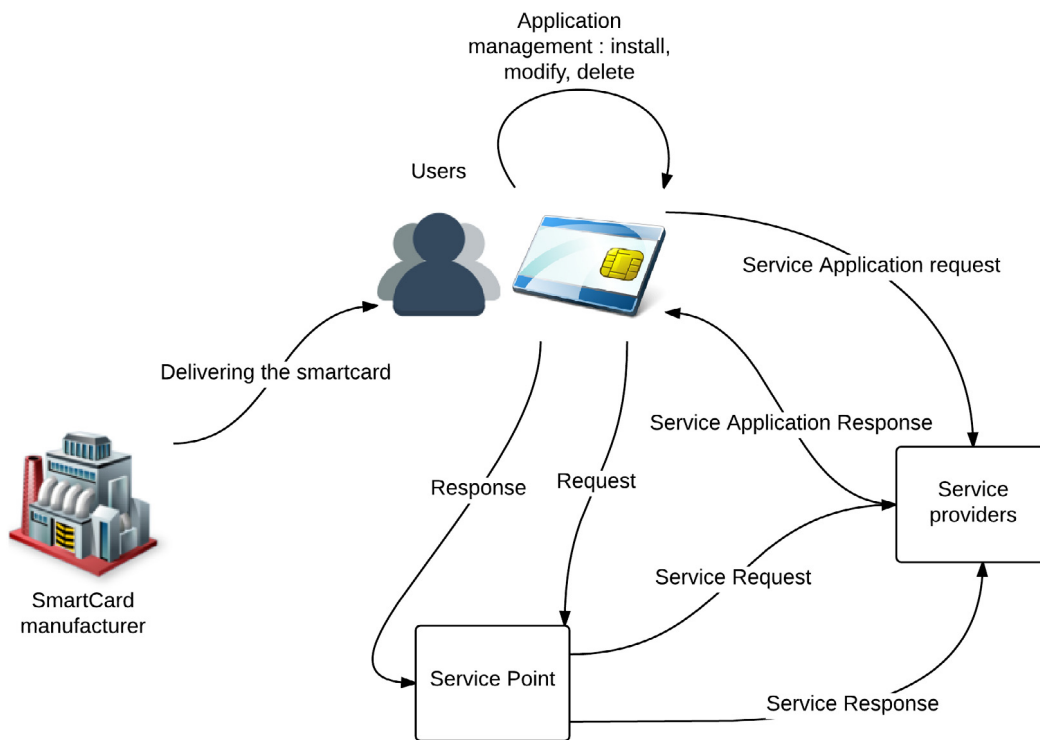 Application
management : install,
modify, delete
Users
Service Application request
Delivering the smartcard
Service Application Response
Response
Request
Service
providers
Service Request
SmartCard
manufacturer
Service Point
Service Response